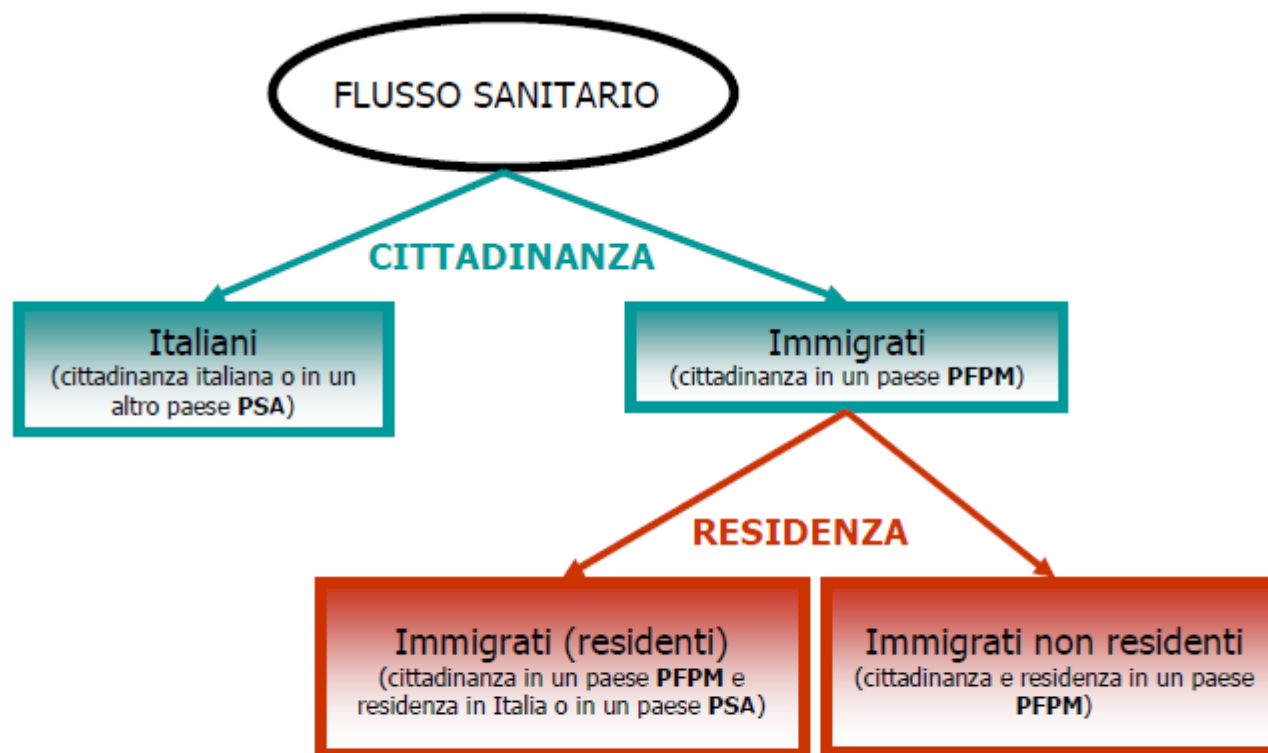 FLUSSO SANITARIO
CITTADINANZA
Italiani
(cittadinanza italiana o in un
altro paese PSA)
Immigrati
(cittadinanza in un paese PFPM)
RESIDENZA
Immigrati (residenti)
(cittadinanza in un paese PFPM e
residenza in Italia o in un paese PSA)
Immigrati non residenti
(cittadinanza e residenza in un paese
PFPM)